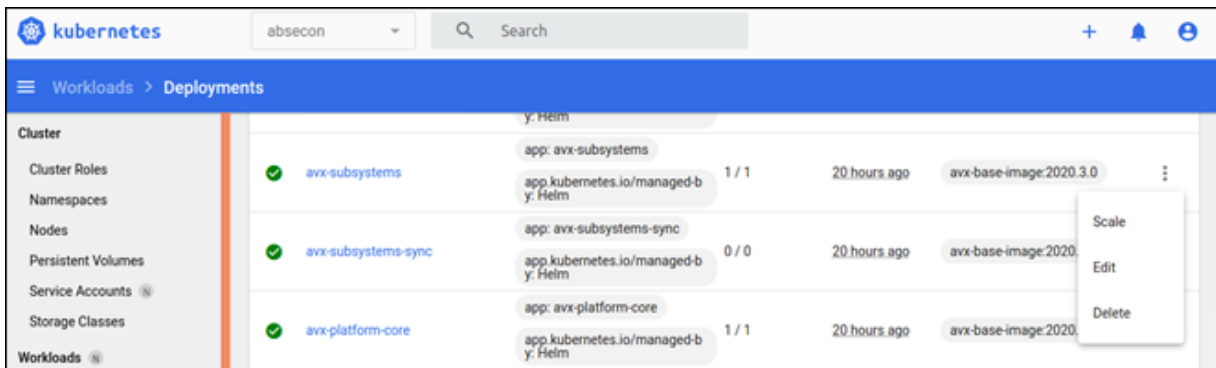 kubernetes
absecon
Search
Workloads > Deployments
Cluster
Cluster Roles
Namespaces
Nodes
Persistent Volumes
Service Accounts N
Storage Classes
Workloads N
y: Helm
avx-subsystems
app: avx-subsystems
app.kubernetes.io/managed-b
y: Helm
1 / 1
20 hours ago
avx-base-image:2020.3.0
avx-subsystems-sync
app: avx-subsystems-sync
app.kubernetes.io/managed-b
y: Helm
0 / 0
20 hours ago
avx-base-image:2020.
avx-platform-core
app: avx-platform-core
app.kubernetes.io/managed-b
y: Helm
1 / 1
20 hours ago
avx-base-image:2020.
Scale
Edit
Delete